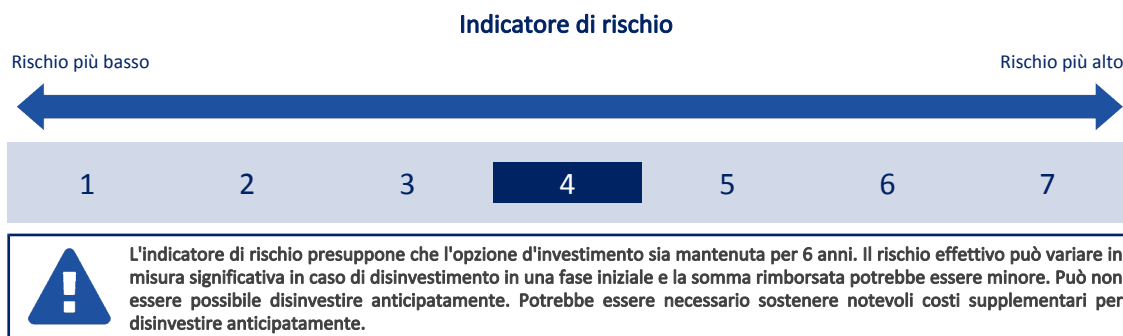 Indicatore di rischio
Rischio più basso
Rischio più alto
1 2 3 4 5 6 7
L'indicatore di rischio presuppone che l'opzione d'investimento sia mantenuta per 6 anni. Il rischio effettivo può variare in
misura significativa in caso di disinvestimento in una fase iniziale e la somma rimborsata potrebbe essere minore. Può non
essere possibile disinvestire anticipatamente. Potrebbe essere necessario sostenere notevoli costi supplementari per
disinvestire anticipatamente.